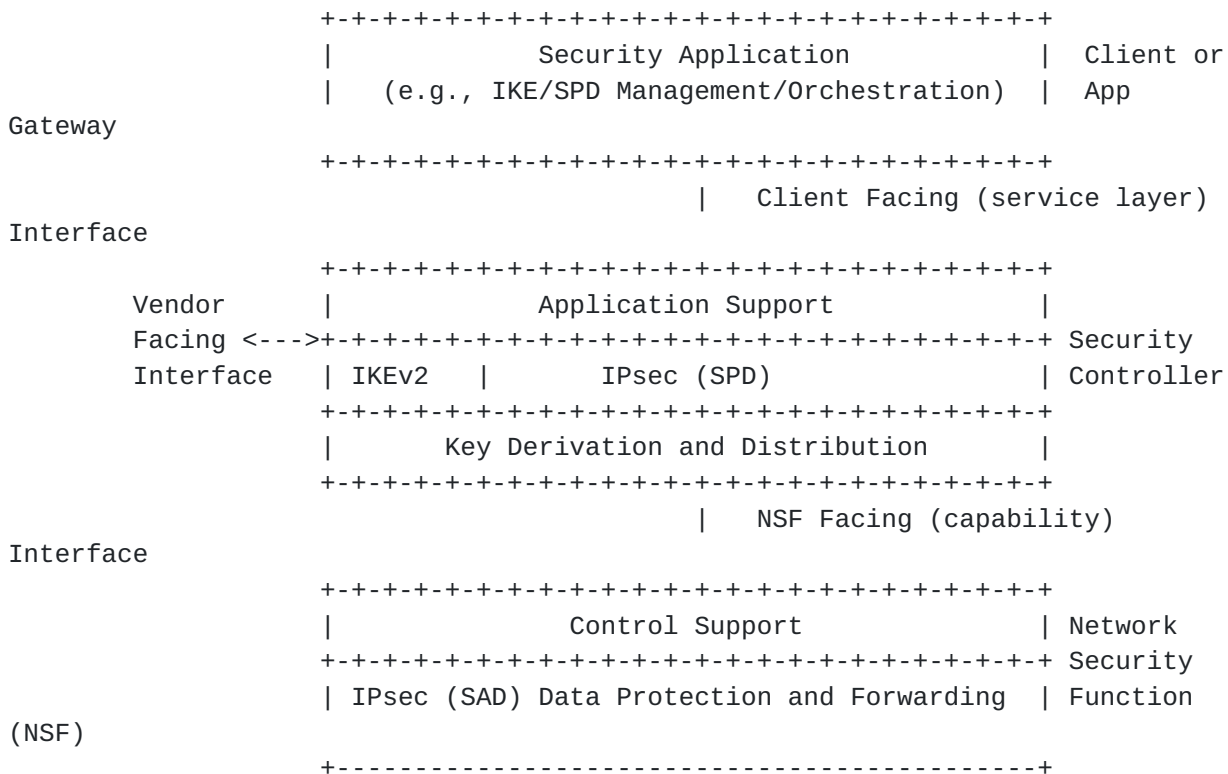 +-+-+-+-+-+-+-+-+-+-+-+-+-+-+-+-+-+-+-+-+-+-+-+
| Security Application | Client or
| (e.g., IKE/SPD Management/Orchestration) | App
Gateway
+-+-+-+-+-+-+-+-+-+-+-+-+-+-+-+-+-+-+-+-+-+-+-+
| Client Facing (service layer)
Interface
+-+-+-+-+-+-+-+-+-+-+-+-+-+-+-+-+-+-+-+-+-+-+-+
Vendor | Application Support |
Facing <--->+-+-+-+-+-+-+-+-+-+-+-+-+-+-+-+-+-+-+-+-+-+-+-+ Security
Interface | IKEv2 | IPsec (SPD) | Controller
+-+-+-+-+-+-+-+-+-+-+-+-+-+-+-+-+-+-+-+-+-+-+-+
| Key Derivation and Distribution |
+-+-+-+-+-+-+-+-+-+-+-+-+-+-+-+-+-+-+-+-+-+-+-+
| NSF Facing (capability)
Interface
+-+-+-+-+-+-+-+-+-+-+-+-+-+-+-+-+-+-+-+-+-+-+-+
| Control Support | Network
+-+-+-+-+-+-+-+-+-+-+-+-+-+-+-+-+-+-+-+-+-+-+-+ Security
| IPsec (SAD) Data Protection and Forwarding | Function
(NSF)
+---------------------------------------------+